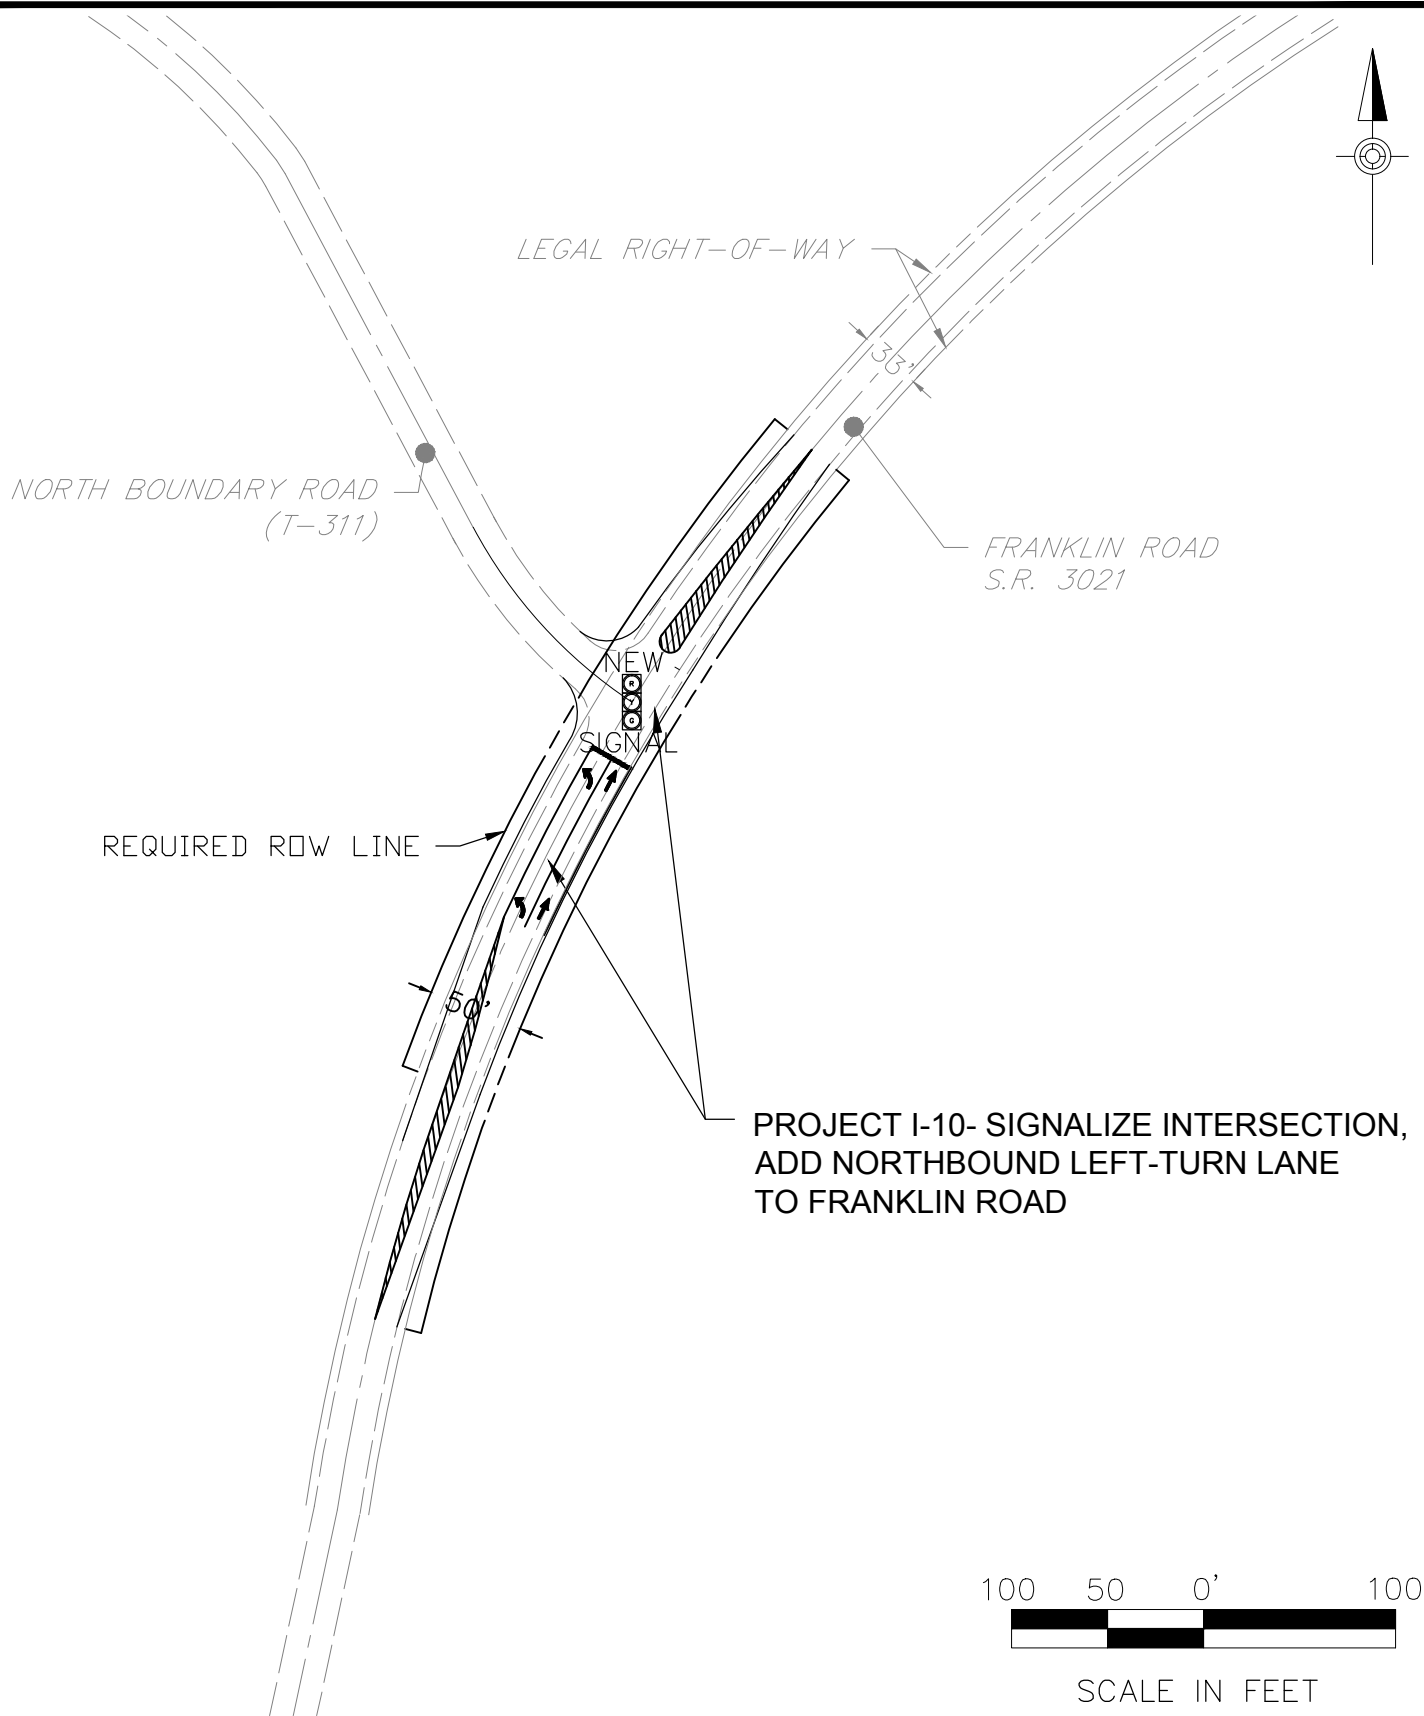 LEGAL RIGHT-OF-WAY
33'
NORTH BOUNDARY ROAD
(T-311)
FRANKLIN ROAD
S.R. 3021
NEW
R
Y
G
SIGNAL
REQUIRED ROW LINE
50'
PROJECT I-10- SIGNALIZE INTERSECTION,
ADD NORTHBOUND LEFT-TURN LANE
TO FRANKLIN ROAD
100 50 0' 100
SCALE IN FEET